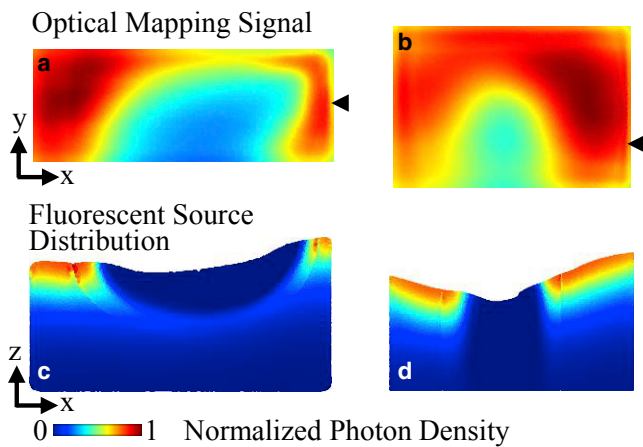 Optical Mapping Signal
a
b
y
x
Fluorescent Source
Distribution
z
x
c
d
0 1 Normalized Photon Density